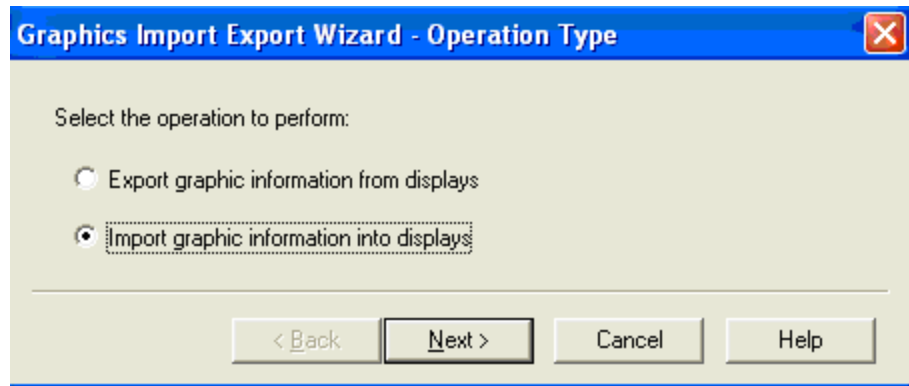 Graphics Import Export Wizard - Operation Type
Select the operation to perform:
Export graphic information from displays
Import graphic information into displays
< Back Next > Cancel Help